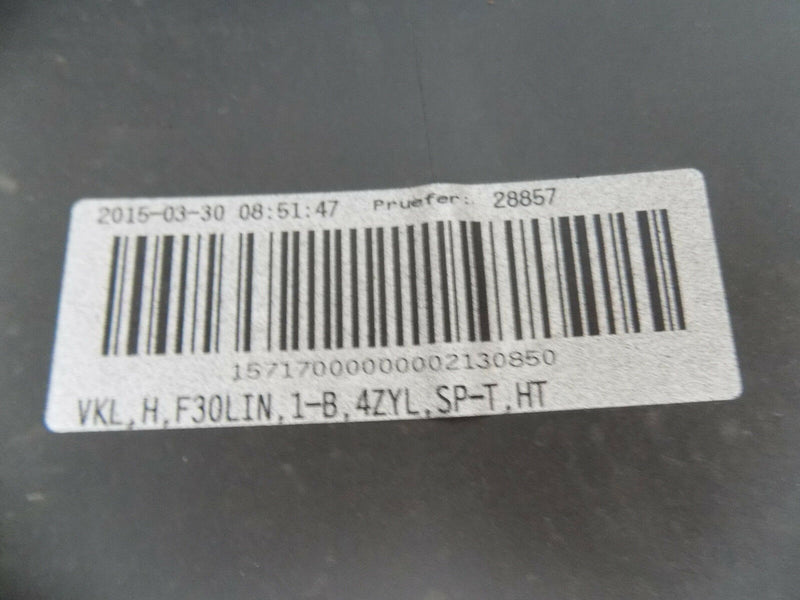 2015-03-30 08:51:47 Pruefer: 28857
15717000000002130850
VKL,H,F30LIN,1-B,4ZYL,SP-T,HT